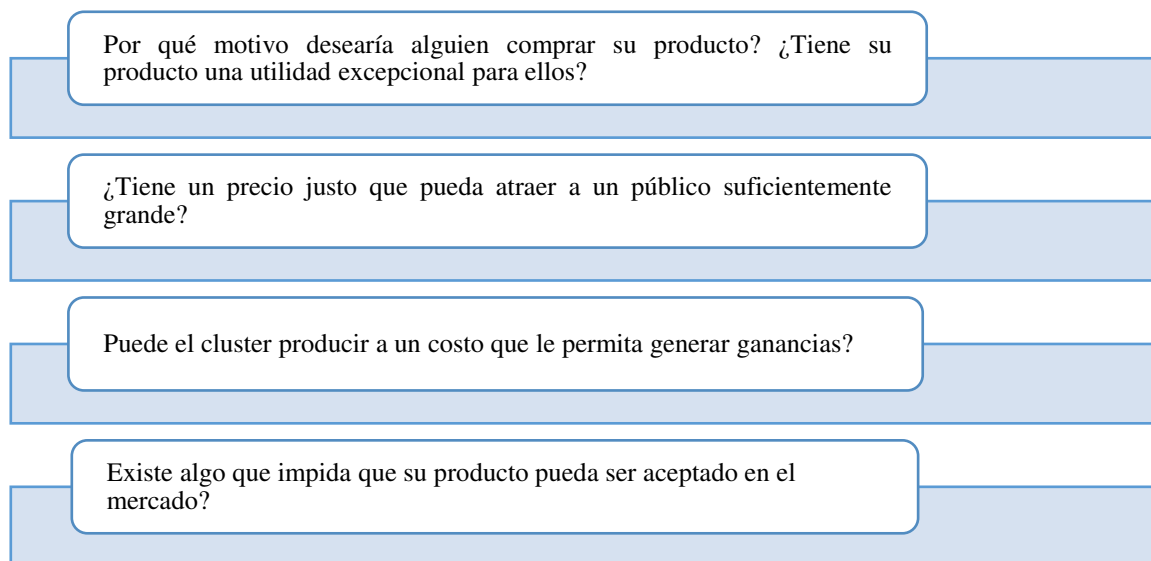 Por qué motivo desearía alguien comprar su producto? ¿Tiene su
producto una utilidad excepcional para ellos?
¿Tiene un precio justo que pueda atraer a un público suficientemente
grande?
Puede el cluster producir a un costo que le permita generar ganancias?
Existe algo que impida que su producto pueda ser aceptado en el
mercado?